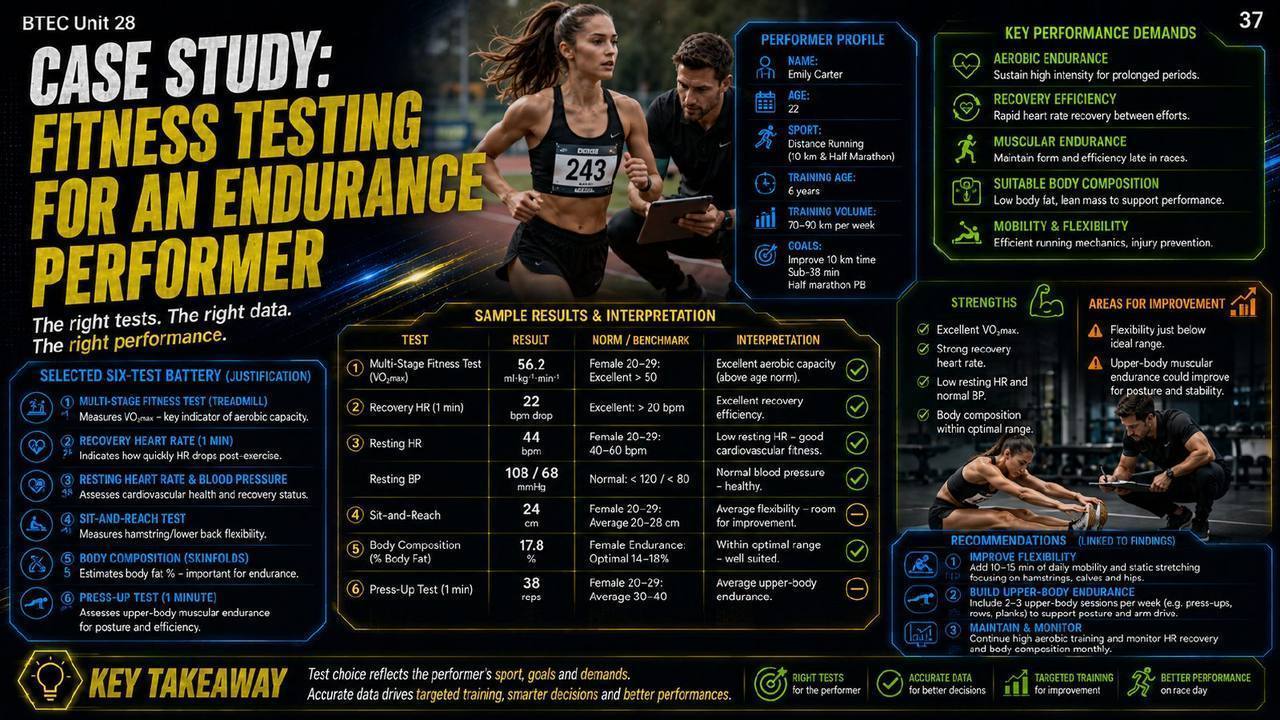 BTEC Unit 28
37
CASE STUDY:
FITNESS TESTING
FOR AN ENDURANCE
PERFORMER
The right tests. The right data.
The right performance.
243
PERFORMER PROFILE
NAME:
Emily Carter
AGE:
22
SPORT:
Distance Running
(10 km & Half Marathon)
TRAINING AGE:
6 years
TRAINING VOLUME:
70–90 km per week
GOALS:
Improve 10 km time
Sub-38 min
Half marathon PB
KEY PERFORMANCE DEMANDS
AEROBIC ENDURANCE
Sustain high intensity for prolonged periods.
RECOVERY EFFICIENCY
Rapid heart rate recovery between efforts.
MUSCULAR ENDURANCE
Maintain form and efficiency late in races.
SUITABLE BODY COMPOSITION
Low body fat, lean mass to support performance.
MOBILITY & FLEXIBILITY
Efficient running mechanics, injury prevention.
SELECTED SIX-TEST BATTERY (JUSTIFICATION)
1 MULTI-STAGE FITNESS TEST (TREADMILL)
Measures VO₂max – key indicator of aerobic capacity.
2 RECOVERY HEART RATE (1 MIN)
Indicates how quickly HR drops post-exercise.
3 RESTING HEART RATE & BLOOD PRESSURE
Assesses cardiovascular health and recovery status.
4 SIT-AND-REACH TEST
Measures hamstring/lower back flexibility.
5 BODY COMPOSITION (SKINFOLDS)
Estimates body fat % – important for endurance.
6 PRESS-UP TEST (1 MINUTE)
Assesses upper-body muscular endurance
for posture and efficiency.
SAMPLE RESULTS & INTERPRETATION
TEST RESULT NORM / BENCHMARK INTERPRETATION
1 Multi-Stage Fitness Test 56.2 Female 20–29: Excellent aerobic capacity
(VO₂max) ml·kg⁻¹·min⁻¹ Excellent > 50 (above age norm).
2 Recovery HR (1 min) 22 bpm drop Excellent: > 20 bpm Excellent recovery
efficiency.
3 Resting HR 44 Female 20–29: Low resting HR – good
bpm 40–60 bpm cardiovascular fitness.
Resting BP 108 / 68 Normal: < 120 / < 80 Normal blood pressure
mmHg – healthy.
4 Sit-and-Reach 24 Female 20–29: Average flexibility – room
cm Average 20–28 cm for improvement.
5 Body Composition 17.8 Female Endurance: Within optimal range
(% Body Fat) % Optimal 14–18% – well suited.
6 Press-Up Test (1 min) 38 Female 20–29: Average upper-body
reps Average 30–40 endurance.
STRENGTHS
Excellent VO₂max.
Strong recovery
heart rate.
Low resting HR and
normal BP.
Body composition
within optimal range.
AREAS FOR IMPROVEMENT
Flexibility just below
ideal range.
Upper-body muscular
endurance could improve
for posture and stability.
RECOMMENDATIONS (LINKED TO FINDINGS)
1 IMPROVE FLEXIBILITY
Add 10–15 min of daily mobility and static stretching
focusing on hamstrings, calves and hips.
2 BUILD UPPER-BODY ENDURANCE
Include 2–3 upper-body sessions per week (e.g. press-ups,
rows, planks) to support posture and arm drive.
3 MAINTAIN & MONITOR
Continue high aerobic training and monitor HR recovery
and body composition monthly.
KEY TAKEAWAY
Test choice reflects the performer's sport, goals and demands.
Accurate data drives targeted training, smarter decisions and better performances.
RIGHT TESTS
for the performer
ACCURATE DATA
for better decisions
TARGETED TRAINING
for improvement
BETTER PERFORMANCE
on race day